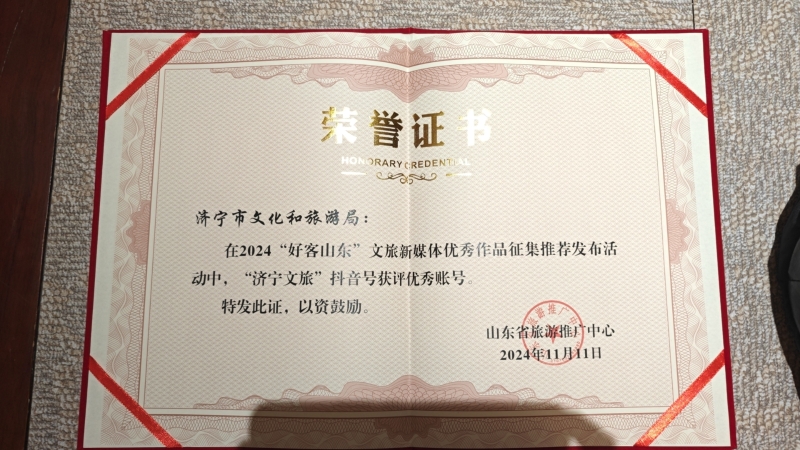 荣誉证书
HONORARY CREDENTIAL
济宁市文化和旅游局：
在2024“好客山东”文旅新媒体优秀作品征集推荐发布活
动中，“济宁文旅”抖音号获评优秀账号。
特发此证，以资鼓励。
山东省旅游推广中心
2024年11月11日